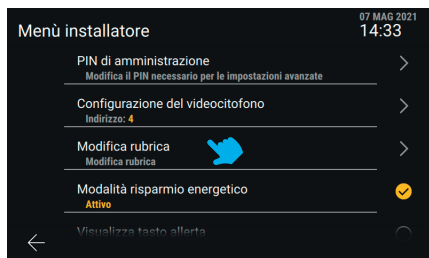 07 MAG 2021
Menù installatore 14:33
PIN di amministrazione
Modifica il PIN necessario per le impostazioni avanzate
Configurazione del videocitofono
Indirizzo: 4
Modifica rubrica
Modifica rubrica
Modalità risparmio energetico
Attivo
Visualizza tasto allerta